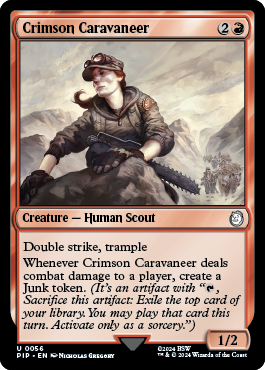 Crimson Caravaneer 2
Creature — Human Scout
Double strike, trample
Whenever Crimson Caravaneer deals
combat damage to a player, create a
Junk token. (It's an artifact with “,
Sacrifice this artifact: Exile the top card of
your library. You may play that card this
turn. Activate only as a sorcery.”)
1/2
U 0056
PIP • EN Nicholas Gregory
©2024 BSW
™ & © 2024 Wizards of the Coast